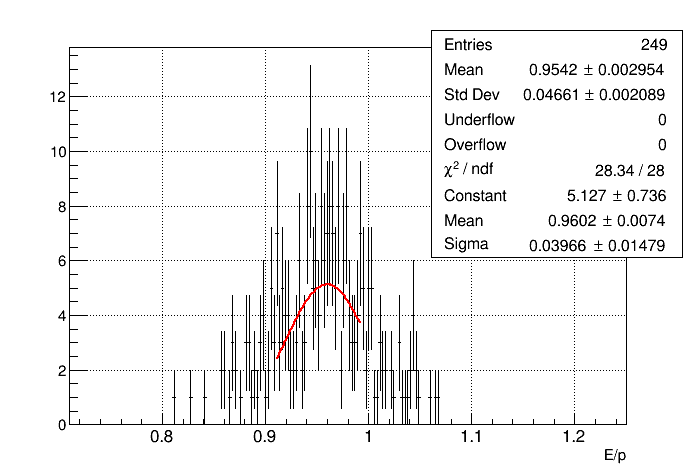 Entries 249
Mean 0.9542 ± 0.002954
Std Dev 0.04661 ± 0.002089
Underflow 0
Overflow 0
χ² / ndf 28.34 / 28
Constant 5.127 ± 0.736
Mean 0.9602 ± 0.0074
Sigma 0.03966 ± 0.01479
12
10
8
6
4
2
0
0.8 0.9 1 1.1 1.2
E/p